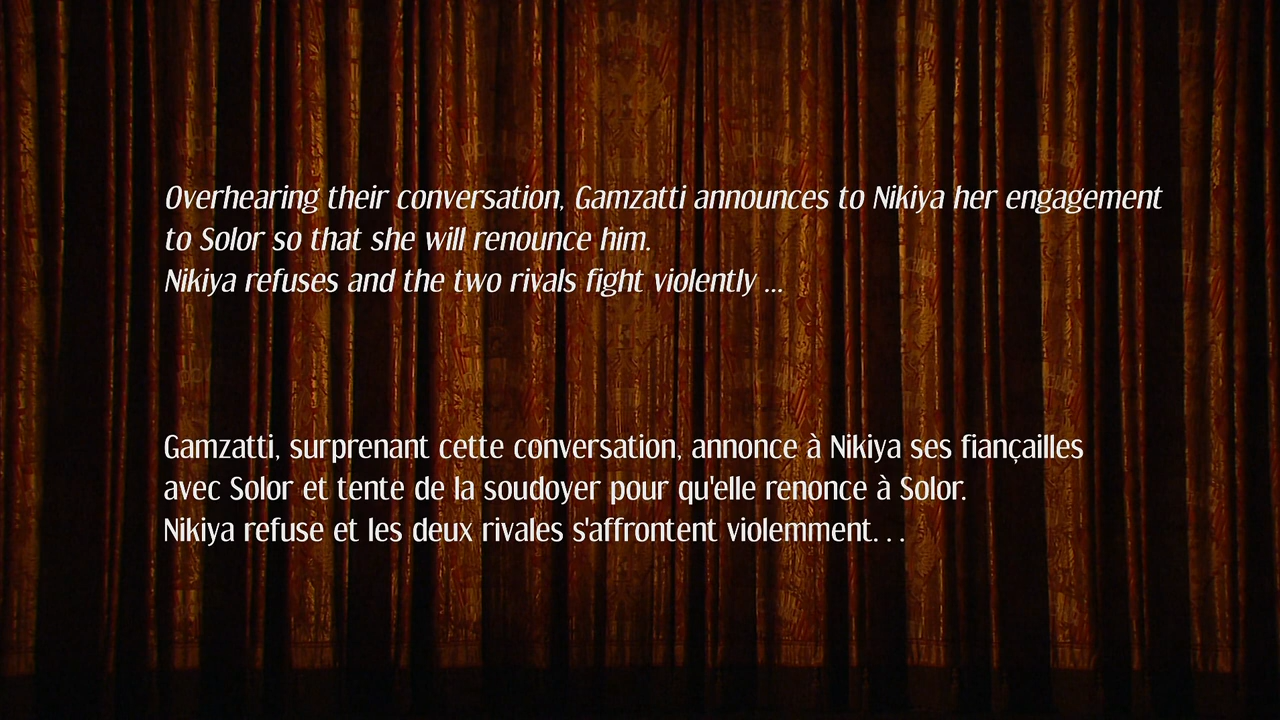 Overhearing their conversation, Gamzatti announces to Nikiya her engagement
to Solor so that she will renounce him.
Nikiya refuses and the two rivals fight violently ...
Gamzatti, surprenant cette conversation, annonce à Nikiya ses fiançailles
avec Solor et tente de la soudoyer pour qu'elle renonce à Solor.
Nikiya refuse et les deux rivales s'affrontent violemment. . .